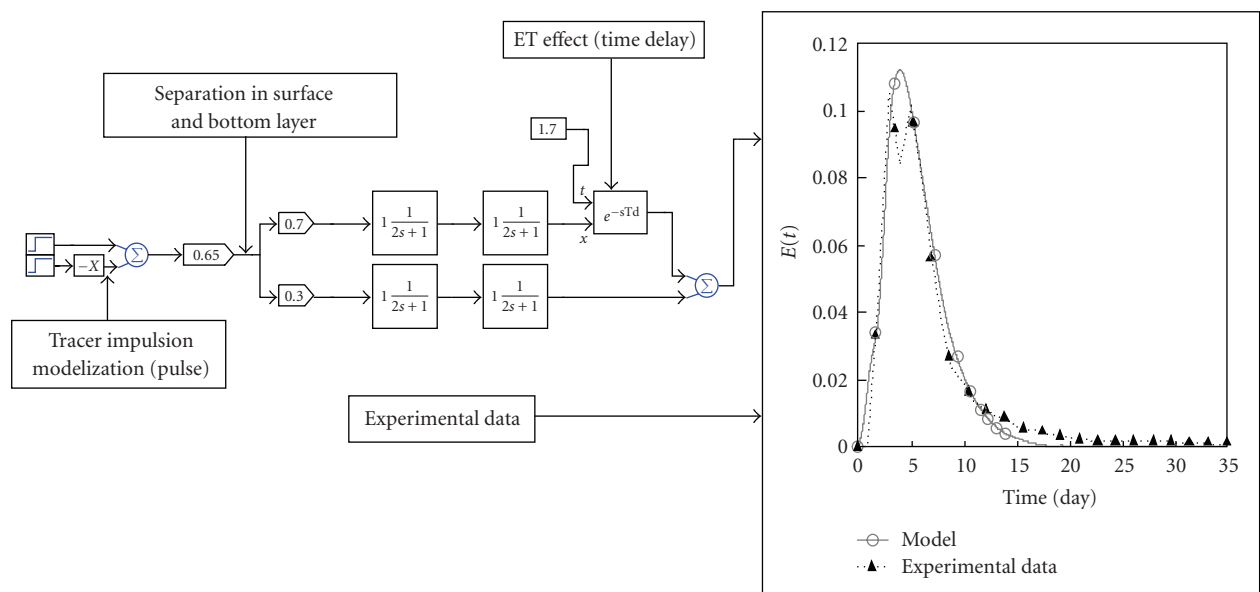 ET effect (time delay)
Separation in surface
and bottom layer
1.7
t
x
e^{-sTd}
0.7
1 1/(2s + 1)
1 1/(2s + 1)
Σ
−X
0.65
0.3
1 1/(2s + 1)
1 1/(2s + 1)
Σ
Tracer impulsion
modelization (pulse)
Experimental data
0.12
0.1
0.08
0.06
0.04
0.02
0
E(t)
0 5 10 15 20 25 30 35
Time (day)
Model
Experimental data